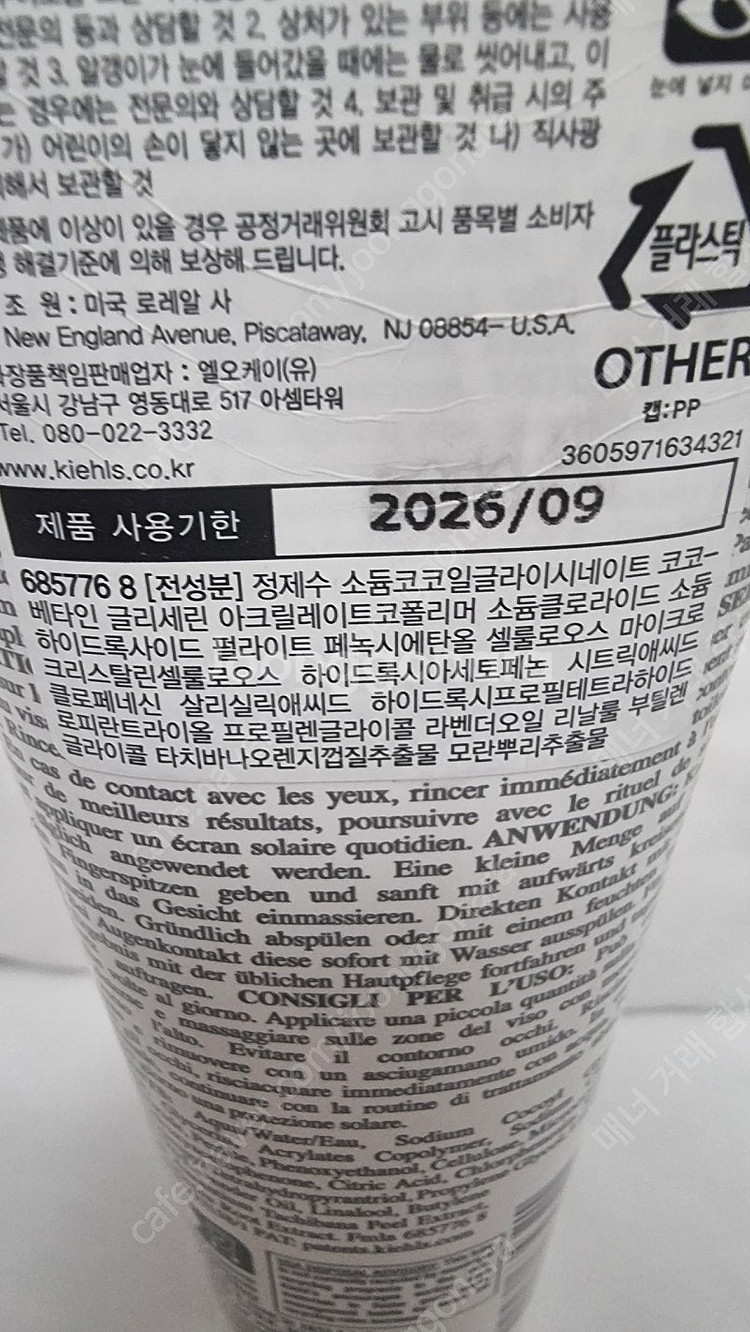 전문의 등과 상담할 것 2. 상처가 있는 부위 등에는 사용
할 것 3. 알갱이가 눈에 들어갔을 때에는 물로 씻어내고, 이
는 경우에는 전문의와 상담할 것 4. 보관 및 취급 시의 주
가) 어린이의 손이 닿지 않는 곳에 보관할 것 나) 직사광
해서 보관할 것
품에 이상이 있을 경우 공정거래위원회 고시 품목별 소비자
해결기준에 의해 보상해 드립니다.
조 원 : 미국 로레알 사
New England Avenue, Piscataway, NJ 08854- U.S.A.
장품책임판매업자 : 엘오케이(유)
서울시 강남구 영동대로 517 아셈타워
Tel. 080-022-3332
www.kiehls.co.kr
눈에 넣지
플라스틱
OTHER
캡:PP
3605971634321
제품 사용기한 2026/09
685776 8 [전성분] 정제수 소듐코코일글라이시네이트 코코-
베타인 글리세린 아크릴레이트코폴리머 소듐클로라이드 소듐
하이드록사이드 펄라이트 페녹시에탄올 셀룰로오스 마이크로
크리스탈린셀룰로오스 하이드록시아세토페논 시트릭애씨드
클로페네신 살리실릭애씨드 하이드록시프로필테트라하이드
로피란트라이올 프로필렌글라이콜 라벤더오일 리날룰 부틸렌
글라이콜 타치바나오렌지껍질추출물 모란뿌리추출물
cas de contact avec les yeux, rincer immédiatement à
de meilleurs résultats, poursuivre avec le rituel de
appliquer un écran solaire quotidien. ANWENDUNG:
angewendet werden. Eine kleine Menge auf
Fingerspitzen geben und sanft mit aufwärts
in das Gesicht einmassieren. Direkten Kontakt
Gründlich abspülen oder mit einem feuchten
Augenkontakt diese sofort mit Wasser ausspülen.
mit der üblichen Hautpflege fortfahren und
auftragen. CONSIGLI PER L'USO:
al giorno. Applicare una piccola quantità
e massaggiare sulle zone del viso con
l'alto. Evitare il contorno occhi.
rimuovere con un asciugamano umido.
occhi, risciacquare immediatamente con
continuare con la routine di trattamento
una protezione solare.
Aqua/Water/Eau, Sodium
Acrylates Copolymer,
Phenoxyethanol, Cellulose,
Citric Acid,
Oil, Linalool, Butylene
Tachibana Peel Extract,
Root Extract. Fmla 685776 8
PAT: patents.kiehls.com